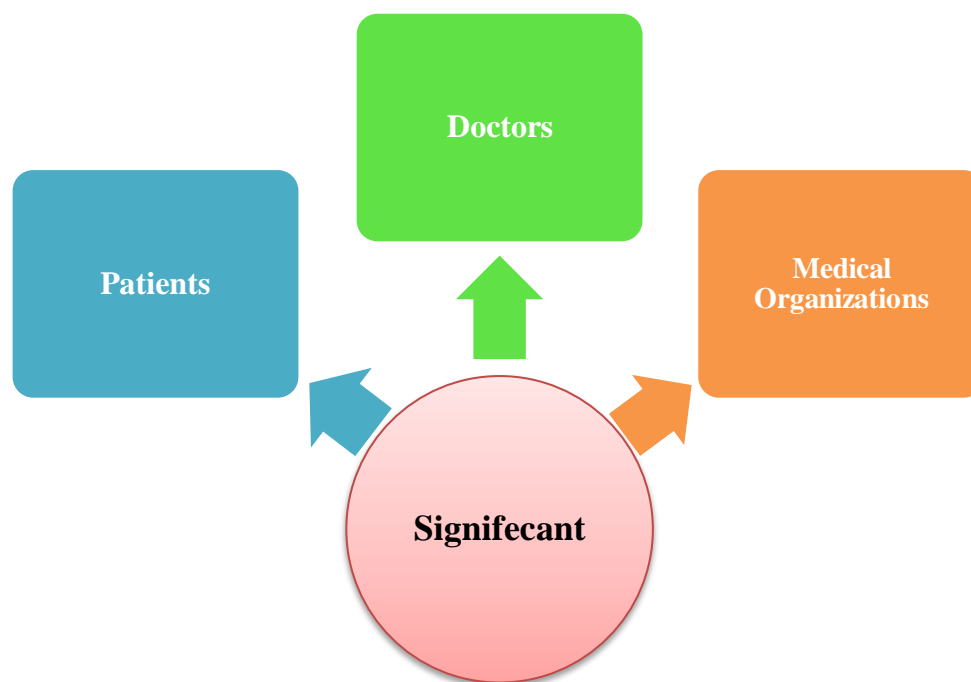 Doctors
Patients
Medical
Organizations
Signifecant